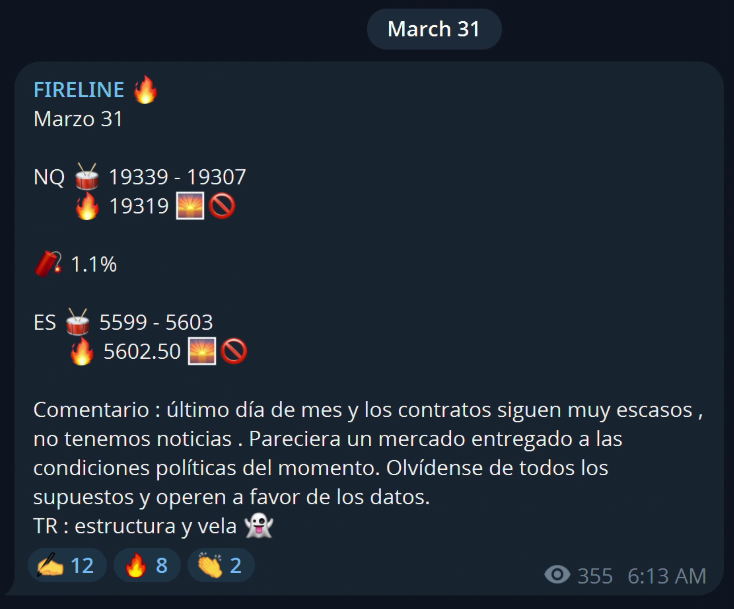 March 31
FIRELINE 🔥
Marzo 31
NQ 🥁 19339 - 19307
🔥 19319 🌅🚫
🧨 1.1%
ES 🥁 5599 - 5603
🔥 5602.50 🌅🚫
Comentario : último día de mes y los contratos siguen muy escasos ,
no tenemos noticias . Pareciera un mercado entregado a las
condiciones políticas del momento. Olvídense de todos los
supuestos y operen a favor de los datos.
TR : estructura y vela 👻
✍️ 12 🔥 8 👏 2
355 6:13 AM